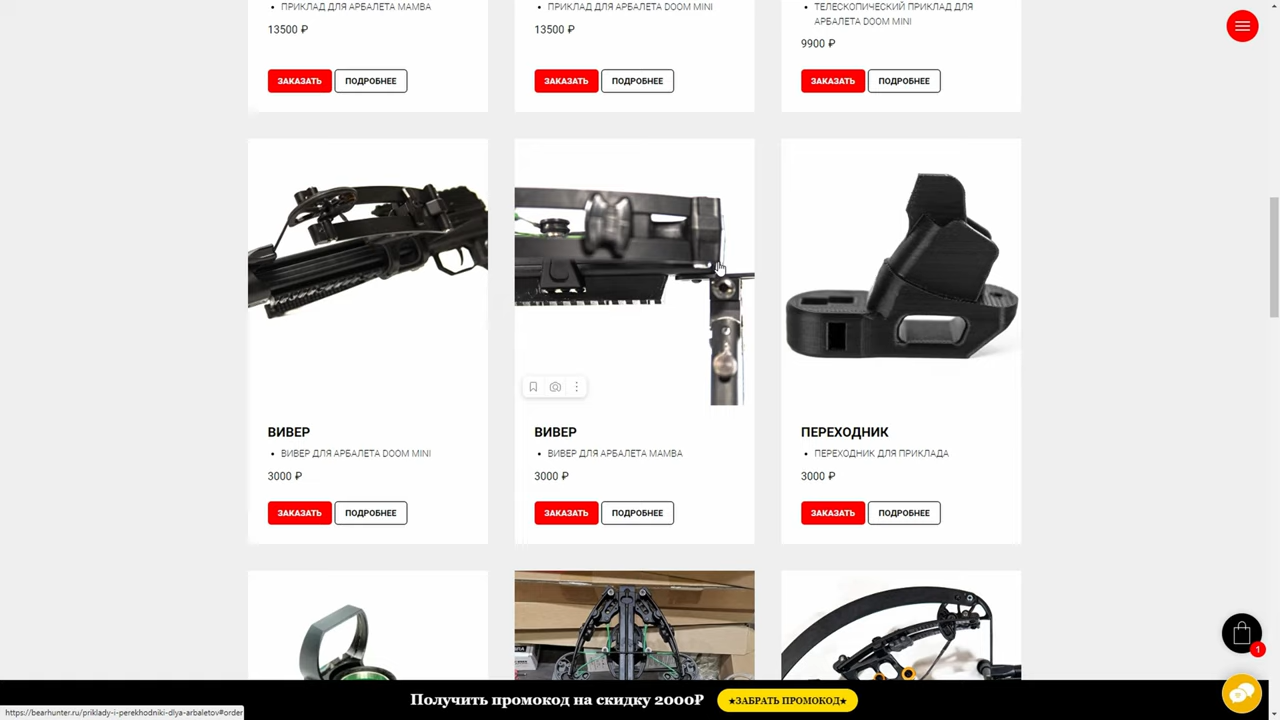 ПРИКЛАД ДЛЯ АРБАЛЕТА MAMBA
13500 ₽
ЗАКАЗАТЬ ПОДРОБНЕЕ
ПРИКЛАД ДЛЯ АРБАЛЕТА DOOM MINI
13500 ₽
ЗАКАЗАТЬ ПОДРОБНЕЕ
ТЕЛЕСКОПИЧЕСКИЙ ПРИКЛАД ДЛЯ
АРБАЛЕТА DOOM MINI
9900 ₽
ЗАКАЗАТЬ ПОДРОБНЕЕ
ВИВЕР
ВИВЕР ДЛЯ АРБАЛЕТА DOOM MINI
3000 ₽
ЗАКАЗАТЬ ПОДРОБНЕЕ
ВИВЕР
ВИВЕР ДЛЯ АРБАЛЕТА MAMBA
3000 ₽
ЗАКАЗАТЬ ПОДРОБНЕЕ
ПЕРЕХОДНИК
ПЕРЕХОДНИК ДЛЯ ПРИКЛАДА
3000 ₽
ЗАКАЗАТЬ ПОДРОБНЕЕ
1
Получить промокод на скидку 2000₽ ★ЗАБРАТЬ ПРОМОКОД★
https://bearhunter.ru/priklady-i-perekhodniki-dlya-arbaletov#order